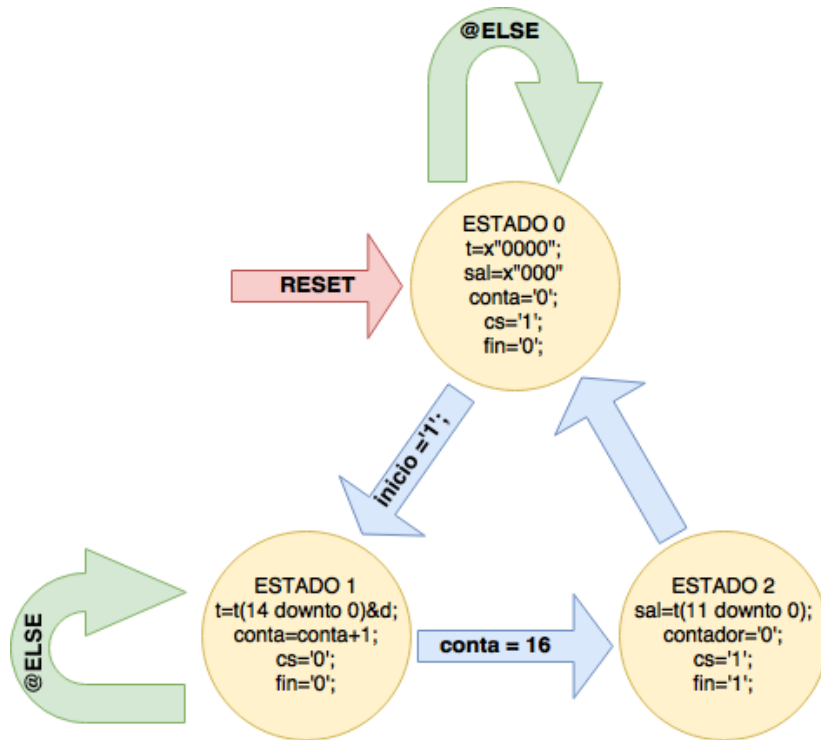 @ELSE
ESTADO 0
t=x"0000";
sal=x"000"
conta='0';
cs='1';
fin='0';
RESET
inicio ='1';
ESTADO 1
t=t(14 downto 0)&d;
conta=conta+1;
cs='0';
fin='0';
@ELSE
conta = 16
ESTADO 2
sal=t(11 downto 0);
contador='0';
cs='1';
fin='1';